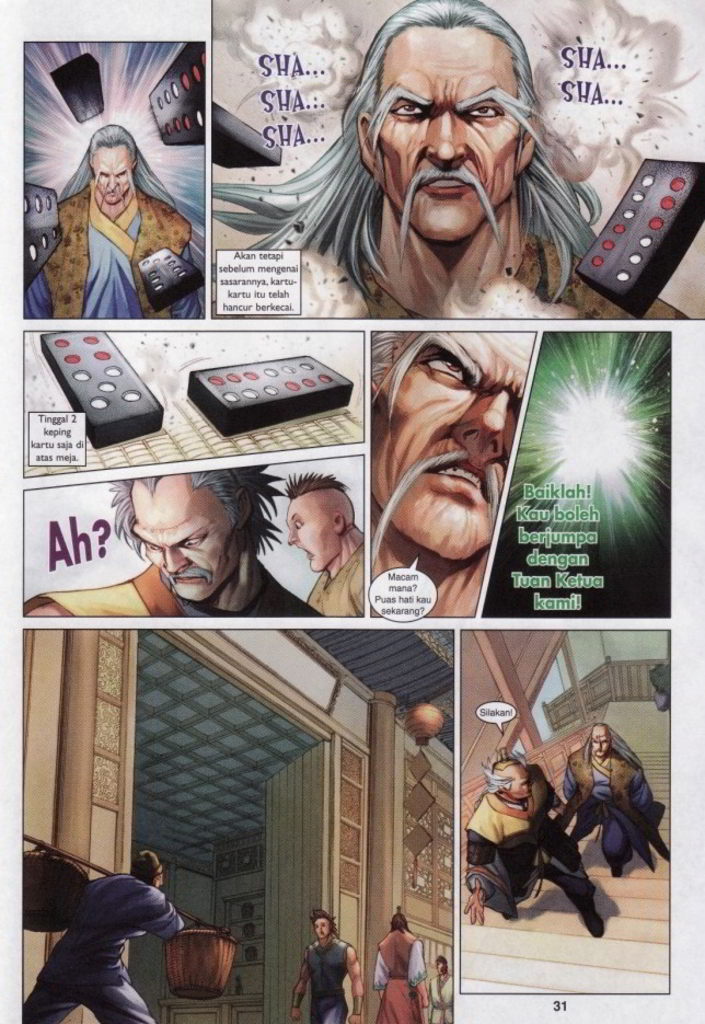 SHA...
SHA...
SHA...
SHA...
SHA...
Akan tetapi
sebelum mengenai
sasarannya, kartu-
kartu itu telah
hancur berkecai.
Tinggal 2
keping
kartu saja di
atas meja.
Ah?
Macam
mana?
Puas hati kau
sekarang?
Baiklah!
Kau boleh
berjumpa
dengan
Tuan Ketua
kami!
Silakan!
31